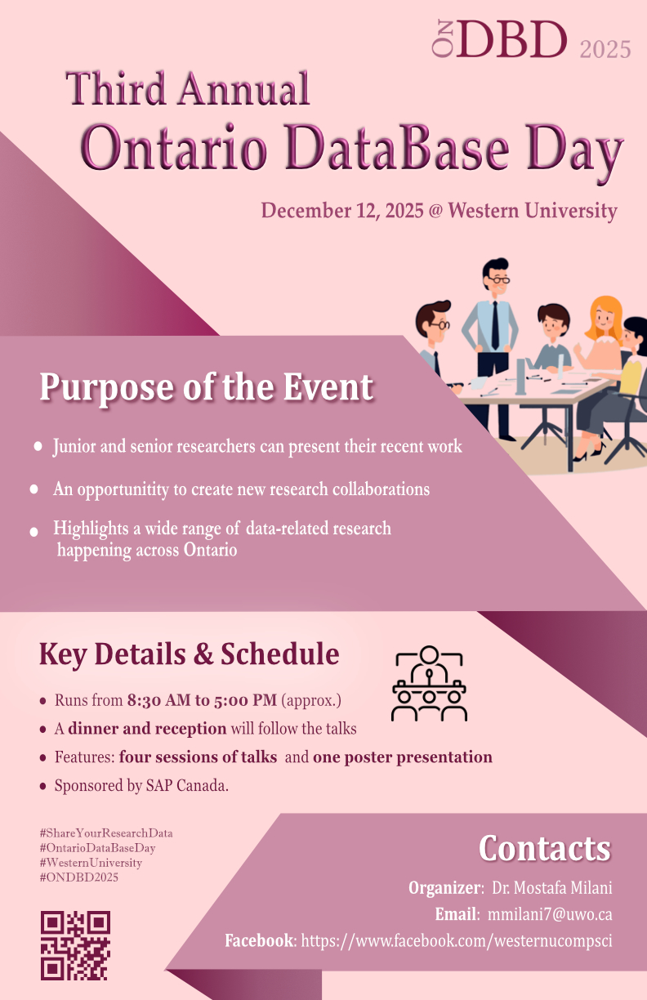 ON DBD 2025
Third Annual
Ontario DataBase Day
December 12, 2025 @ Western University
Purpose of the Event
• Junior and senior researchers can present their recent work
• An opportunitity to create new research collaborations
• Highlights a wide range of data-related research
happening across Ontario
Key Details & Schedule
• Runs from 8:30 AM to 5:00 PM (approx.)
• A dinner and reception will follow the talks
• Features: four sessions of talks and one poster presentation
• Sponsored by SAP Canada.
#ShareYourResearchData
#OntarioDataBaseDay
#WesternUniversity
#ONDBD2025
Contacts
Organizer: Dr. Mostafa Milani
Email: mmilani7@uwo.ca
Facebook: https://www.facebook.com/westernucompsci